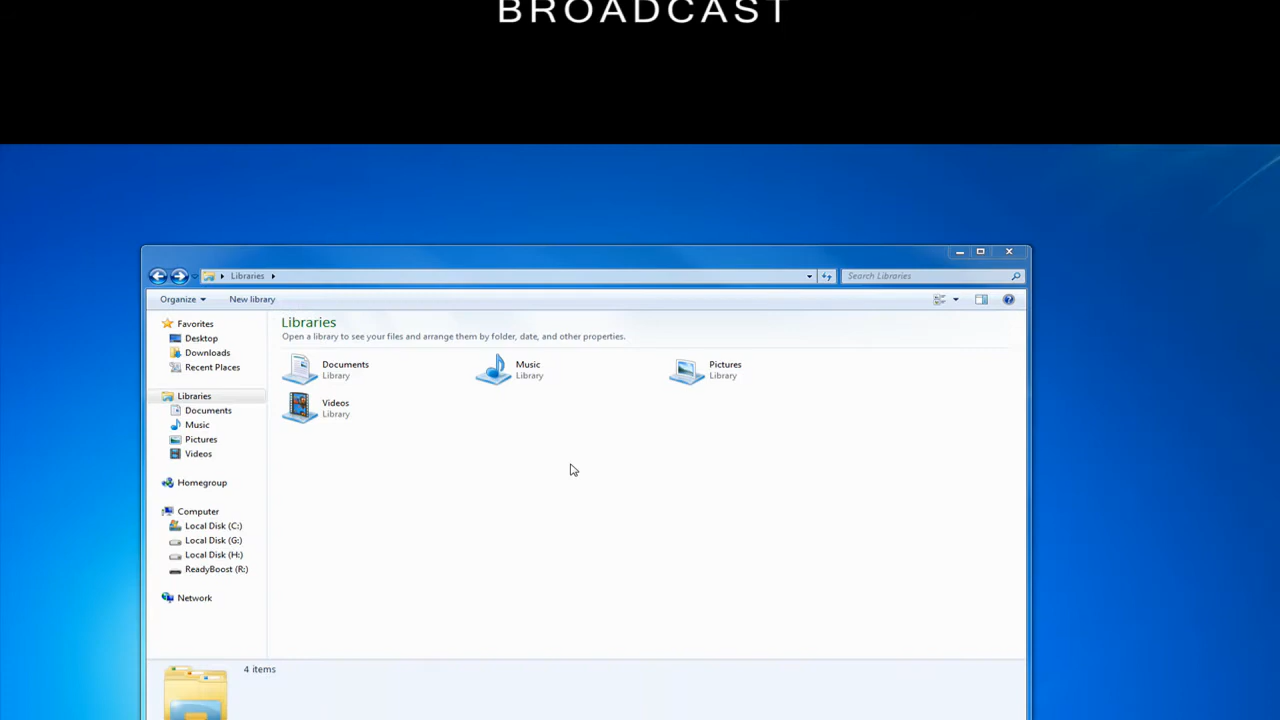 BROADCAST
Libraries
Search Libraries
Organize
New library
Favorites
Desktop
Downloads
Recent Places
Libraries
Documents
Music
Pictures
Videos
Homegroup
Computer
Local Disk (C:)
Local Disk (G:)
Local Disk (H:)
ReadyBoost (R:)
Network
Libraries
Open a library to see your files and arrange them by folder, date, and other properties.
Documents
Library
Music
Library
Pictures
Library
Videos
Library
4 items